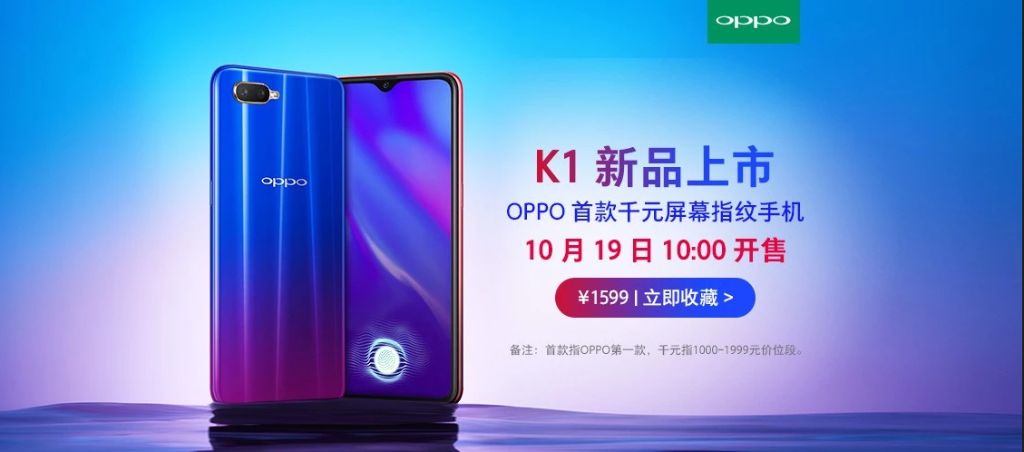 oppo
oppo
K1 新品上市
OPPO 首款千元屏幕指纹手机
10 月 19 日 10:00 开售
¥1599 | 立即收藏 >
备注：首款指OPPO第一款，千元指1000-1999元价位段。